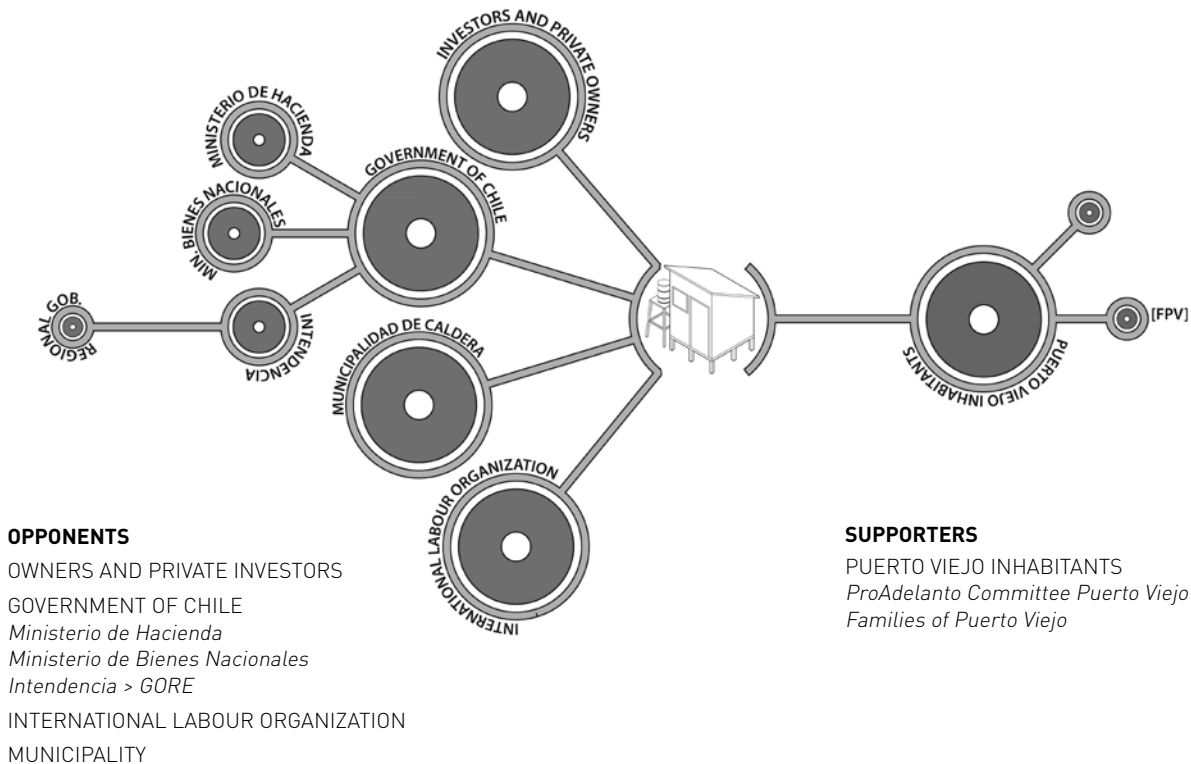 INVESTORS AND PRIVATE OWNERS
MINISTERIO DE HACIENDA
GOVERNMENT OF CHILE
MIN. BIENES NACIONALES
REGIONAL GOB.
INTENDENCIA
MUNICIPALIDAD DE CALDERA
INTERNATIONAL LABOUR ORGANIZATION
PUERTO VIEJO INHABITANTS
[FPV]
OPPONENTS
OWNERS AND PRIVATE INVESTORS
GOVERNMENT OF CHILE
Ministerio de Hacienda
Ministerio de Bienes Nacionales
Intendencia > GORE
INTERNATIONAL LABOUR ORGANIZATION
MUNICIPALITY
SUPPORTERS
PUERTO VIEJO INHABITANTS
ProAdelanto Committee Puerto Viejo
Families of Puerto Viejo